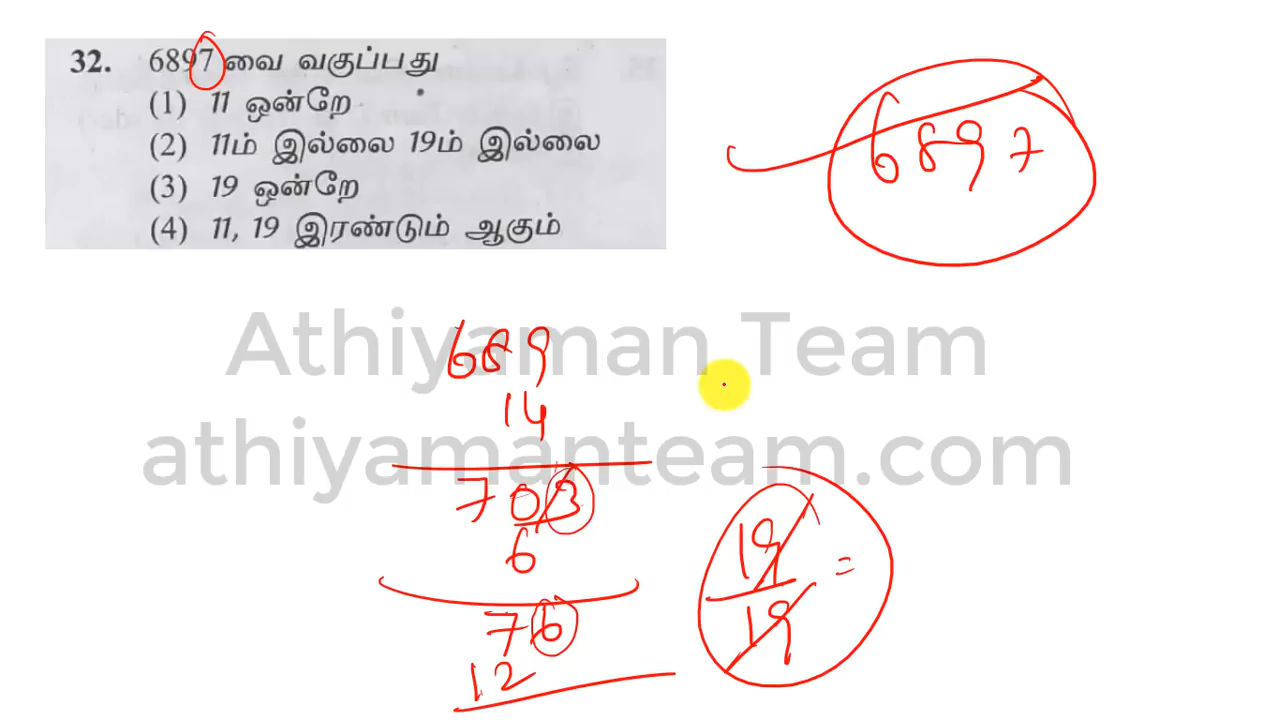 32. 6897 வை வகுப்பது
(1) 11 ஒன்றே
(2) 11ம் இல்லை 19ம் இல்லை
(3) 19 ஒன்றே
(4) 11, 19 இரண்டும் ஆகும்
6897
Athiyaman Team
athiyamanteam.com
689
14
703
6
76
12
19
19 =